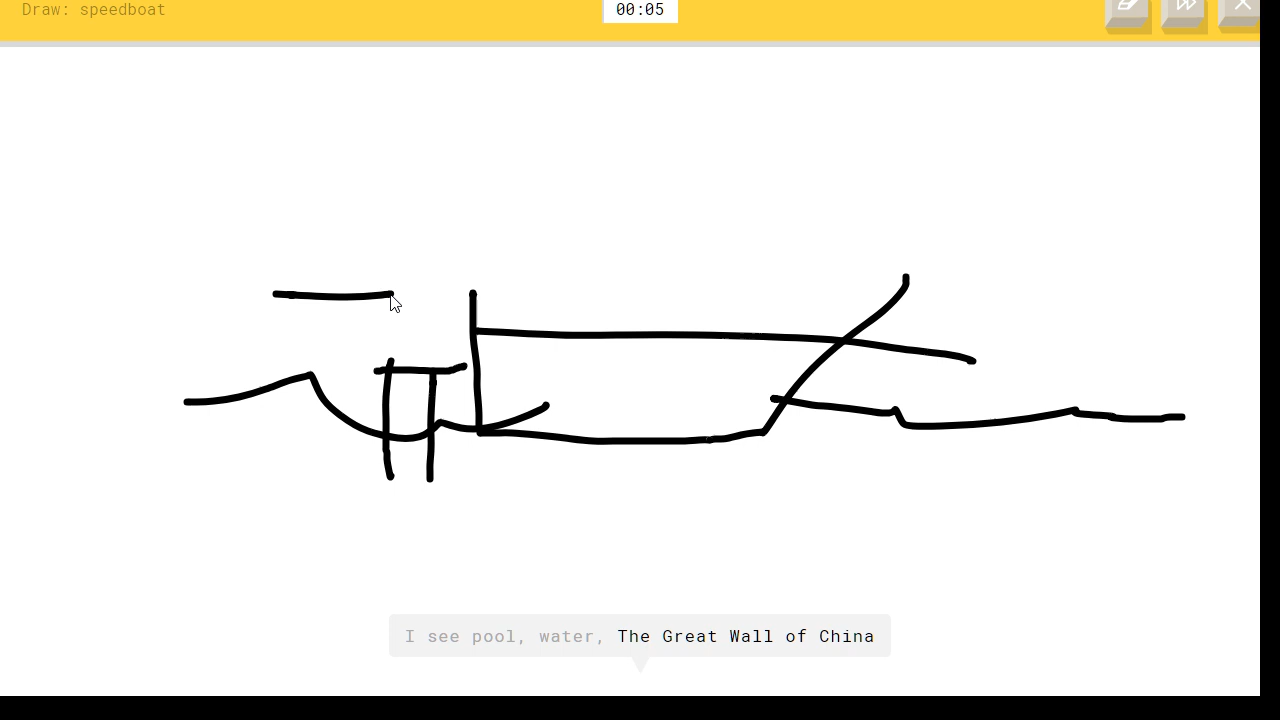 Draw: speedboat
00:05
I see pool, water, The Great Wall of China